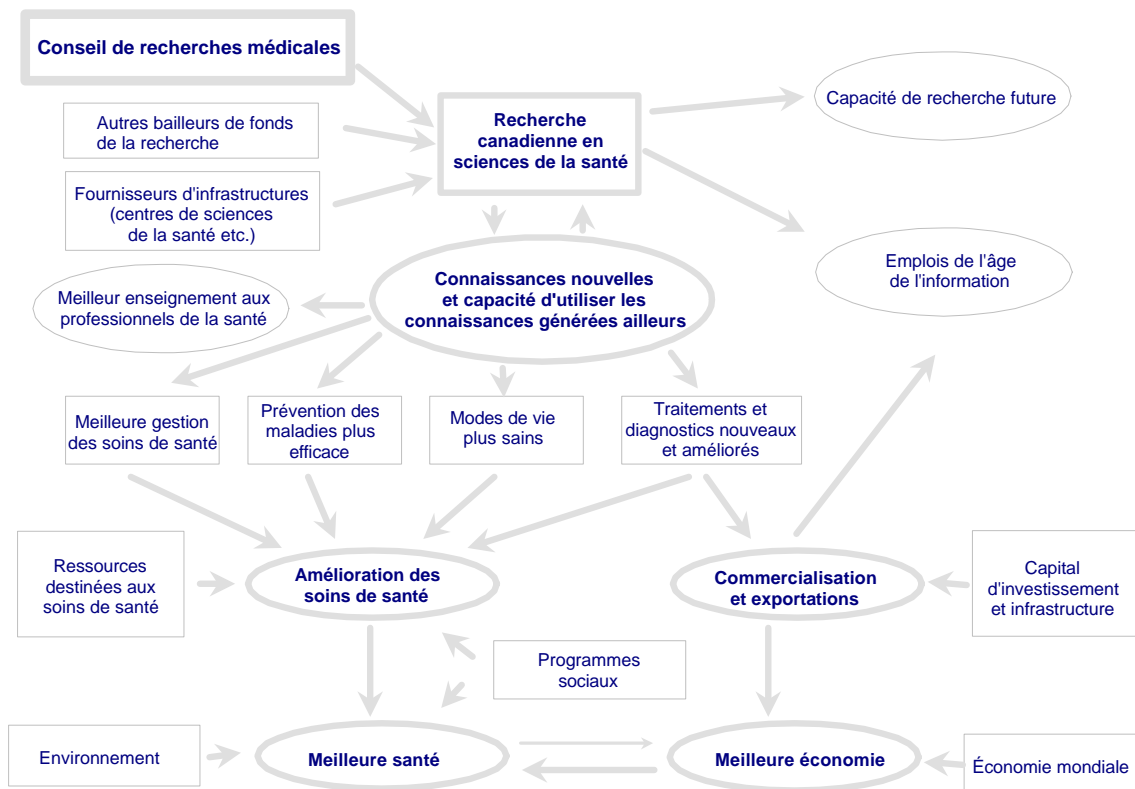 Conseil de recherches médicales
Autres bailleurs de fonds
de la recherche
Fournisseurs d'infrastructures
(centres de sciences
de la santé etc.)
Recherche
canadienne en
sciences de la santé
Capacité de recherche future
Emplois de l'âge
de l'information
Meilleur enseignement aux
professionnels de la santé
Connaissances nouvelles
et capacité d'utiliser les
connaissances générées ailleurs
Meilleure gestion
des soins de santé
Prévention des
maladies plus
efficace
Modes de vie
plus sains
Traitements et
diagnostics nouveaux
et améliorés
Ressources
destinées aux
soins de santé
Amélioration des
soins de santé
Commercialisation
et exportations
Capital
d'investissement
et infrastructure
Programmes
sociaux
Environnement
Meilleure santé
Meilleure économie
Économie mondiale